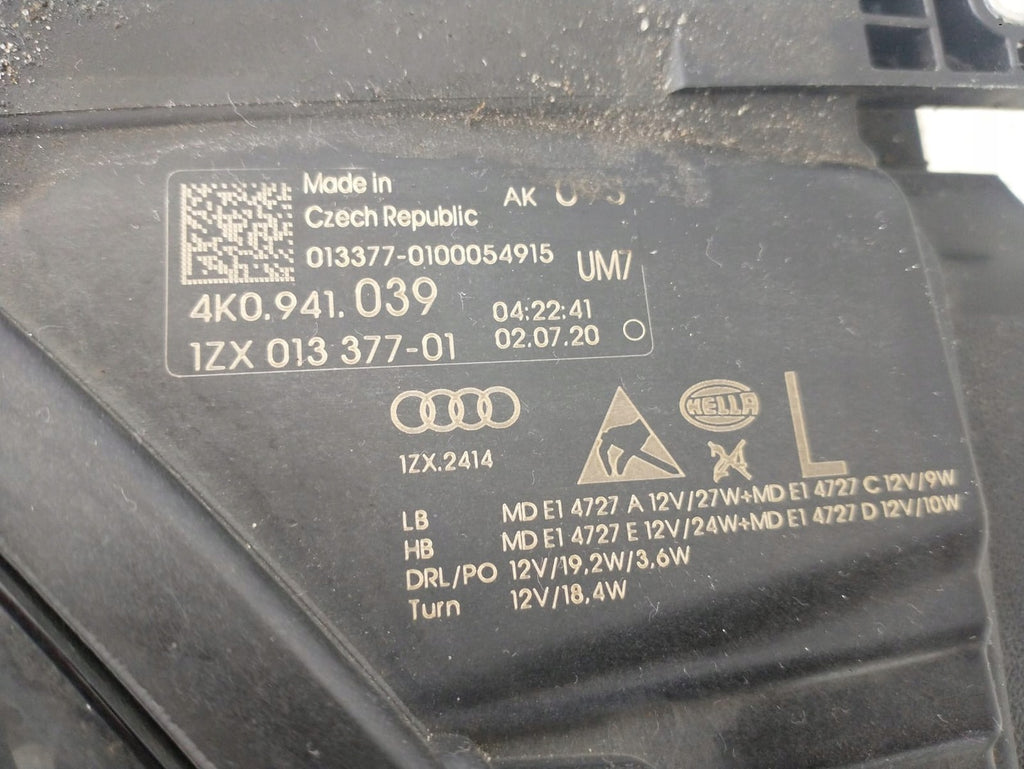 Made in
Czech Republic
AK
013377-0100054915
UM7
4K0.941.039
04:22:41
1ZX 013 377-01
02.07.20
HELLA
1ZX.2414
L
LB MD E1 4727 A 12V/27W+MD E1 4727 C 12V/9W
HB MD E1 4727 E 12V/24W+MD E1 4727 D 12V/10W
DRL/PO 12V/19,2W/3,6W
Turn 12V/18,4W